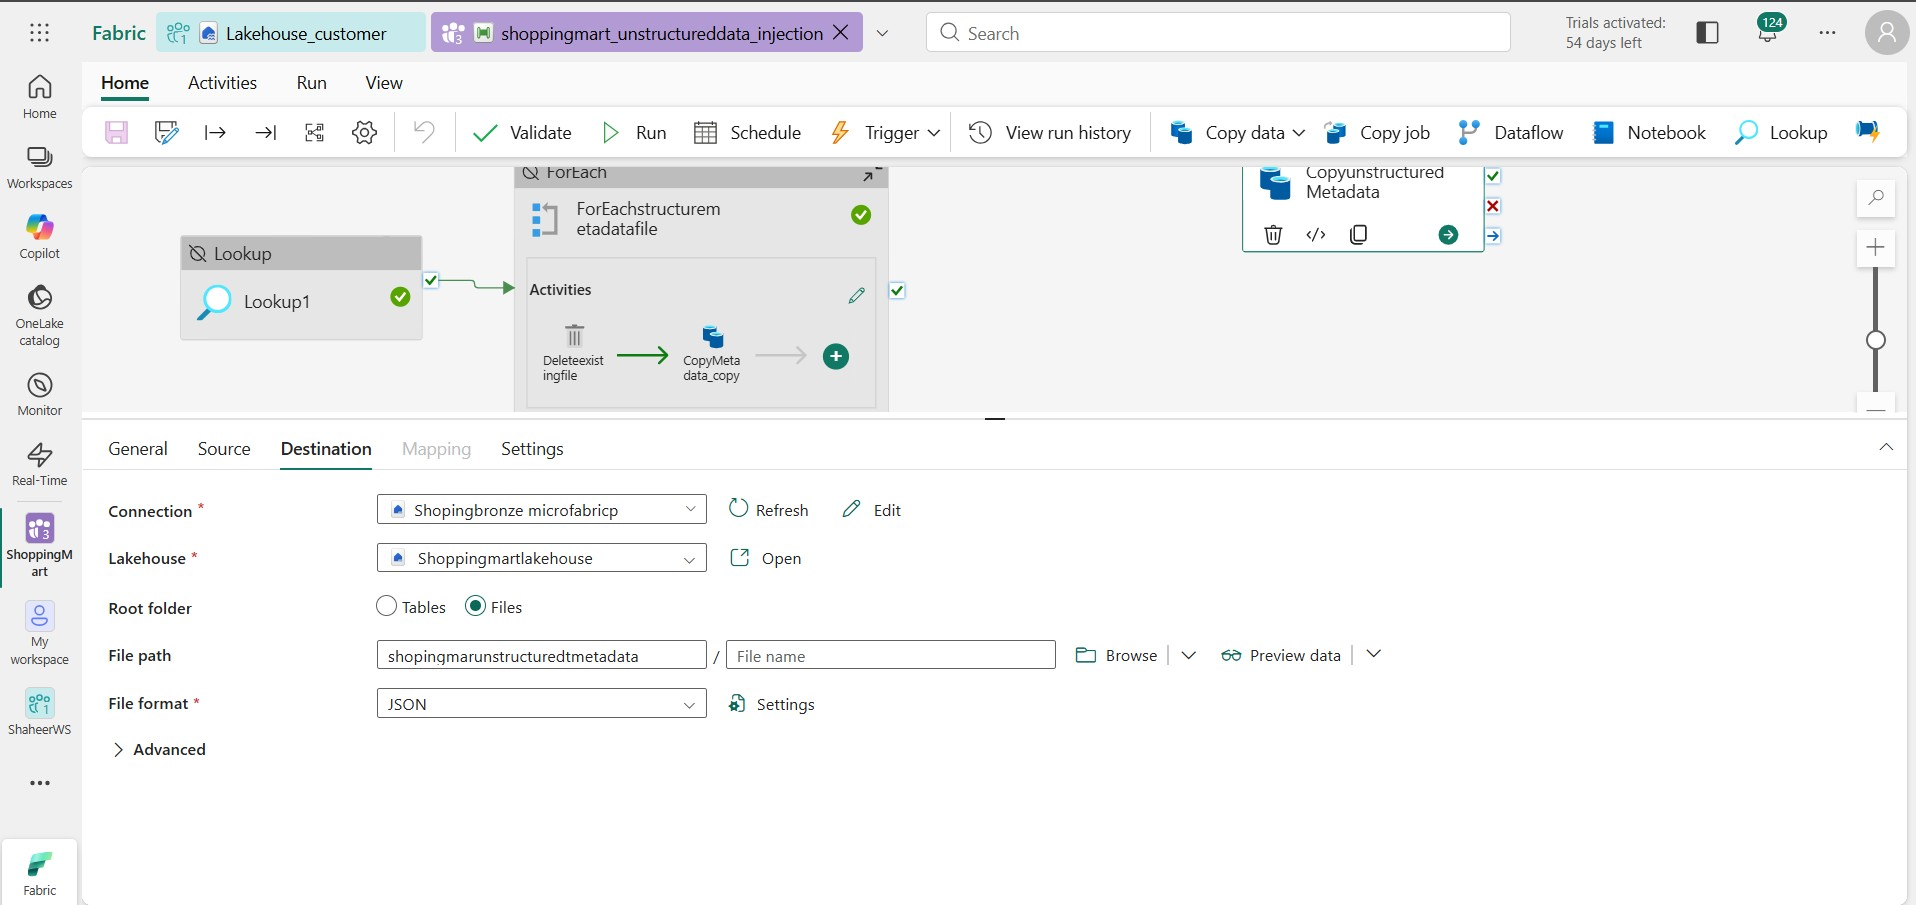 Fabric
1
Lakehouse_customer
3
shoppingmart_unstructureddata_injection
Search
Trials activated:
54 days left
124
Home
Activities
Run
View
Validate
Run
Schedule
Trigger
View run history
Copy data
Copy job
Dataflow
Notebook
Lookup
Home
Workspaces
Copilot
OneLake
catalog
Monitor
Real-Time
3
ShoppingM
art
My
workspace
1
ShaheerWS
Fabric
Lookup
Lookup1
ForEach
ForEachstructurem
etadatafile
Activities
Deleteexist
ingfile
CopyMeta
data_copy
Copyunstructured
Metadata
General
Source
Destination
Mapping
Settings
Connection *
Shopingbronze microfabricp
Refresh
Edit
Lakehouse *
Shoppingmartlakehouse
Open
Root folder
Tables
Files
File path
shopingmarunstructuredtmetadata
/
File name
Browse
Preview data
File format *
JSON
Settings
Advanced